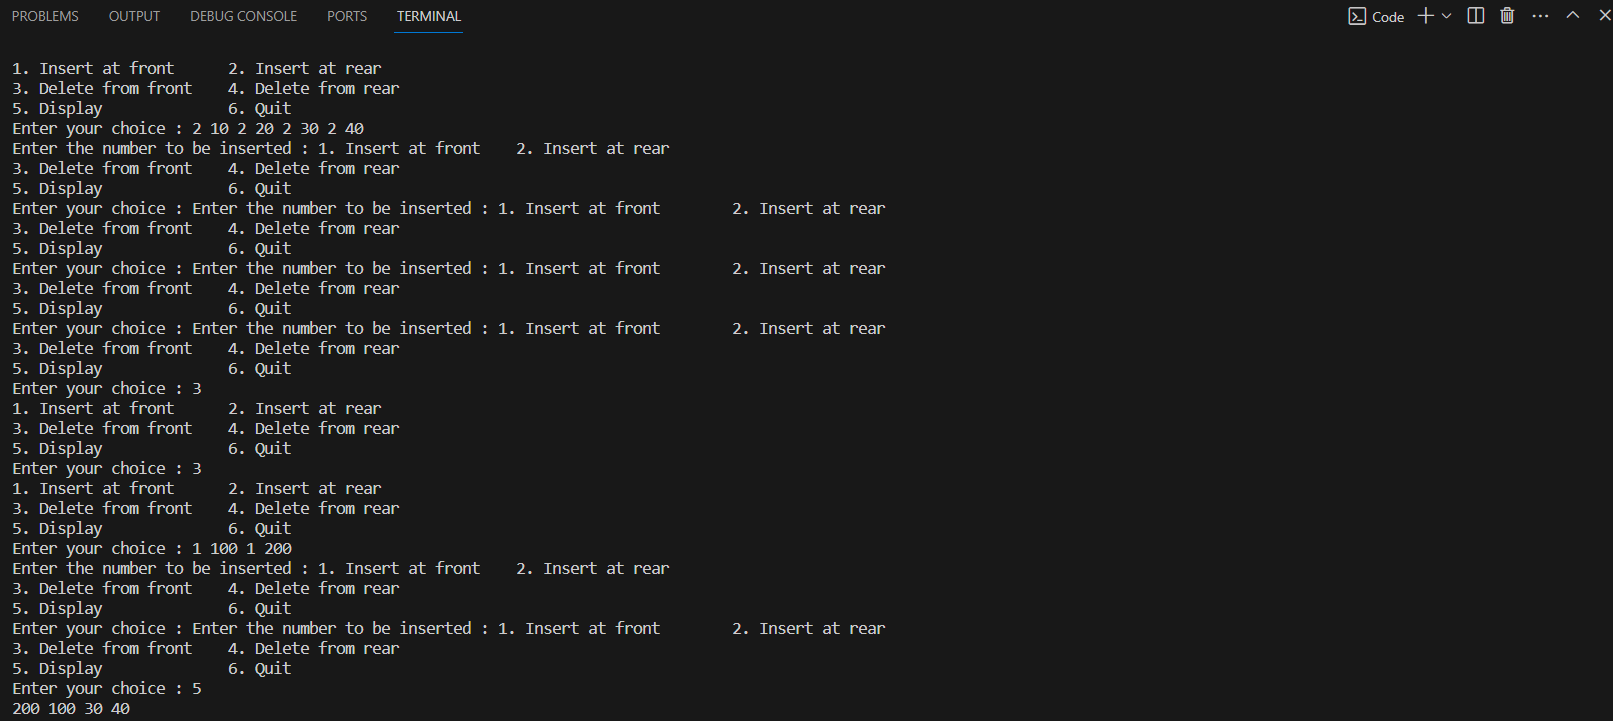 PROBLEMS OUTPUT DEBUG CONSOLE PORTS TERMINAL Code
1. Insert at front 2. Insert at rear
3. Delete from front 4. Delete from rear
5. Display 6. Quit
Enter your choice : 2 10 2 20 2 30 2 40
Enter the number to be inserted : 1. Insert at front 2. Insert at rear
3. Delete from front 4. Delete from rear
5. Display 6. Quit
Enter your choice : Enter the number to be inserted : 1. Insert at front 2. Insert at rear
3. Delete from front 4. Delete from rear
5. Display 6. Quit
Enter your choice : Enter the number to be inserted : 1. Insert at front 2. Insert at rear
3. Delete from front 4. Delete from rear
5. Display 6. Quit
Enter your choice : Enter the number to be inserted : 1. Insert at front 2. Insert at rear
3. Delete from front 4. Delete from rear
5. Display 6. Quit
Enter your choice : 3
1. Insert at front 2. Insert at rear
3. Delete from front 4. Delete from rear
5. Display 6. Quit
Enter your choice : 3
1. Insert at front 2. Insert at rear
3. Delete from front 4. Delete from rear
5. Display 6. Quit
Enter your choice : 1 100 1 200
Enter the number to be inserted : 1. Insert at front 2. Insert at rear
3. Delete from front 4. Delete from rear
5. Display 6. Quit
Enter your choice : Enter the number to be inserted : 1. Insert at front 2. Insert at rear
3. Delete from front 4. Delete from rear
5. Display 6. Quit
Enter your choice : 5
200 100 30 40